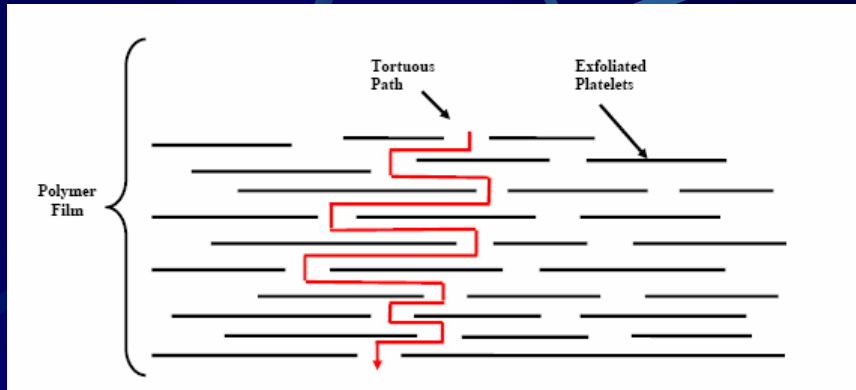 Tortuous
Path
Exfoliated
Platelets
Polymer
Film